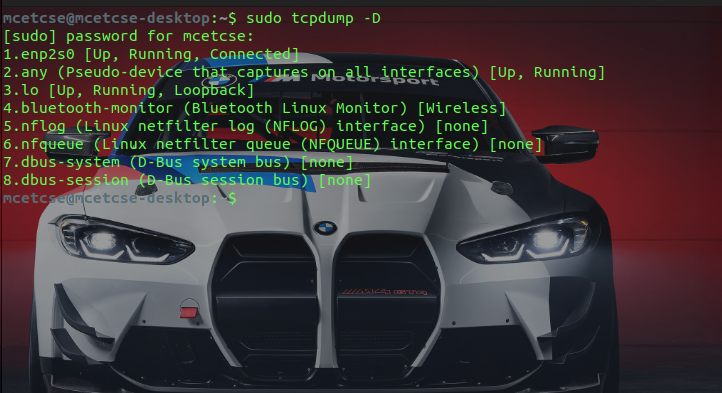 mcetcse@mcetcse-desktop:~$ sudo tcpdump -D
[sudo] password for mcetcse:
1.enp2s0 [Up, Running, Connected]
2.any (Pseudo-device that captures on all interfaces) [Up, Running]
3.lo [Up, Running, Loopback]
4.bluetooth-monitor (Bluetooth Linux Monitor) [Wireless]
5.nflog (Linux netfilter log (NFLOG) interface) [none]
6.nfqueue (Linux netfilter queue (NFQUEUE) interface) [none]
7.dbus-system (D-Bus system bus) [none]
8.dbus-session (D-Bus session bus) [none]
mcetcse@mcetcse-desktop:~$
M Motorsport
BMW